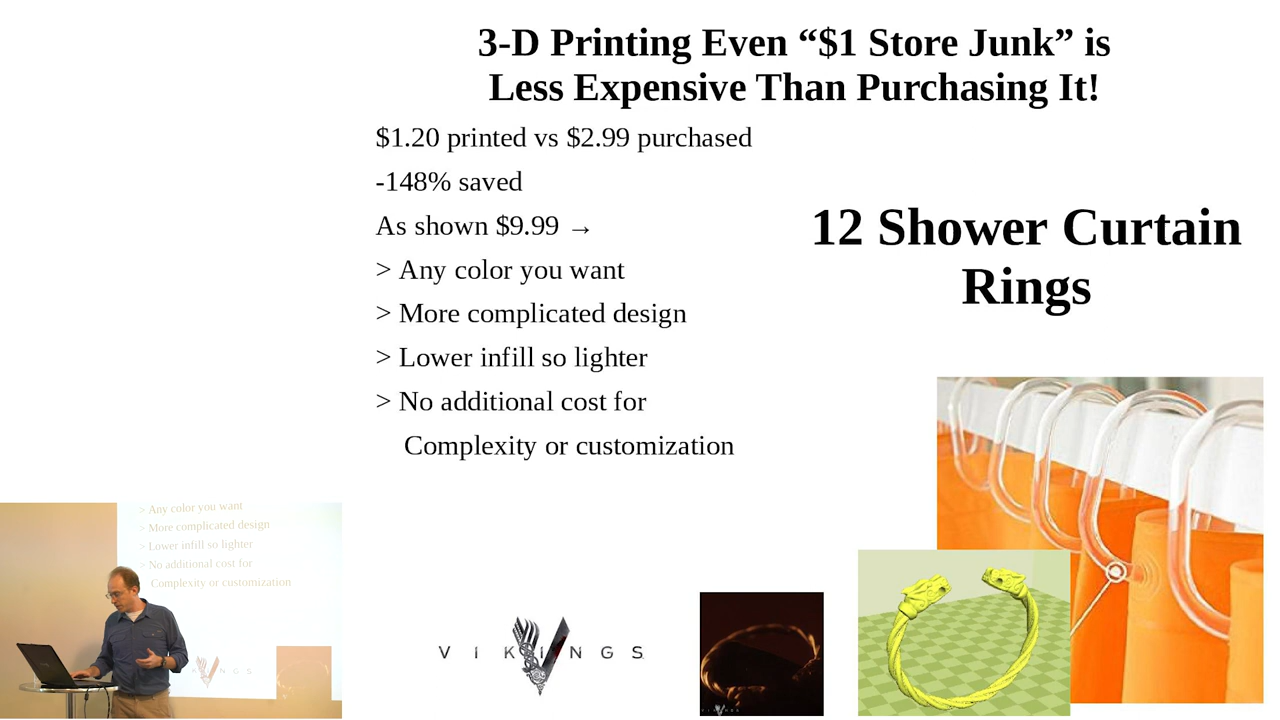 3-D Printing Even “$1 Store Junk” is
Less Expensive Than Purchasing It!
$1.20 printed vs $2.99 purchased
-148% saved
As shown $9.99 →
> Any color you want
> More complicated design
> Lower infill so lighter
> No additional cost for
Complexity or customization
12 Shower Curtain
Rings
> Any color you want
> More complicated design
> Lower infill so lighter
> No additional cost for
Complexity or customization
VIKINGS
VIKINGS
VIKINGS